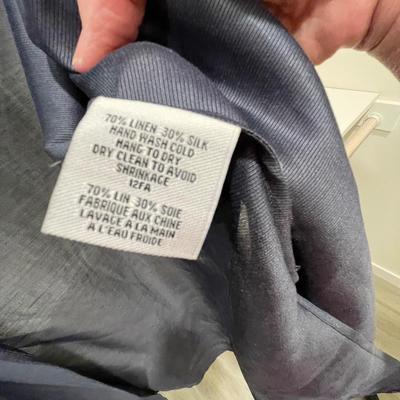 70% LINEN 30% SILK
HAND WASH COLD
HANG TO DRY
DRY CLEAN TO AVOID
SHRINKAGE
12FA
70% LIN 30% SOIE
FABRIQUE AUX CHINE
LAVAGE A LA MAIN
A L'EAU FROIDE